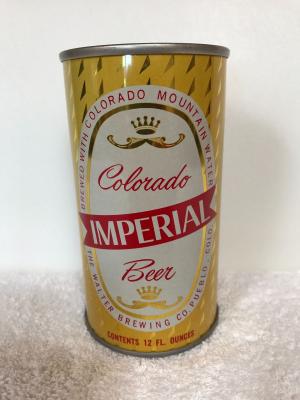 BREWED WITH COLORADO MOUNTAIN WATER
Colorado
IMPERIAL
Beer
THE WALTER BREWING CO. PUEBLO - COLO.
CONTENTS 12 FL. OUNCES